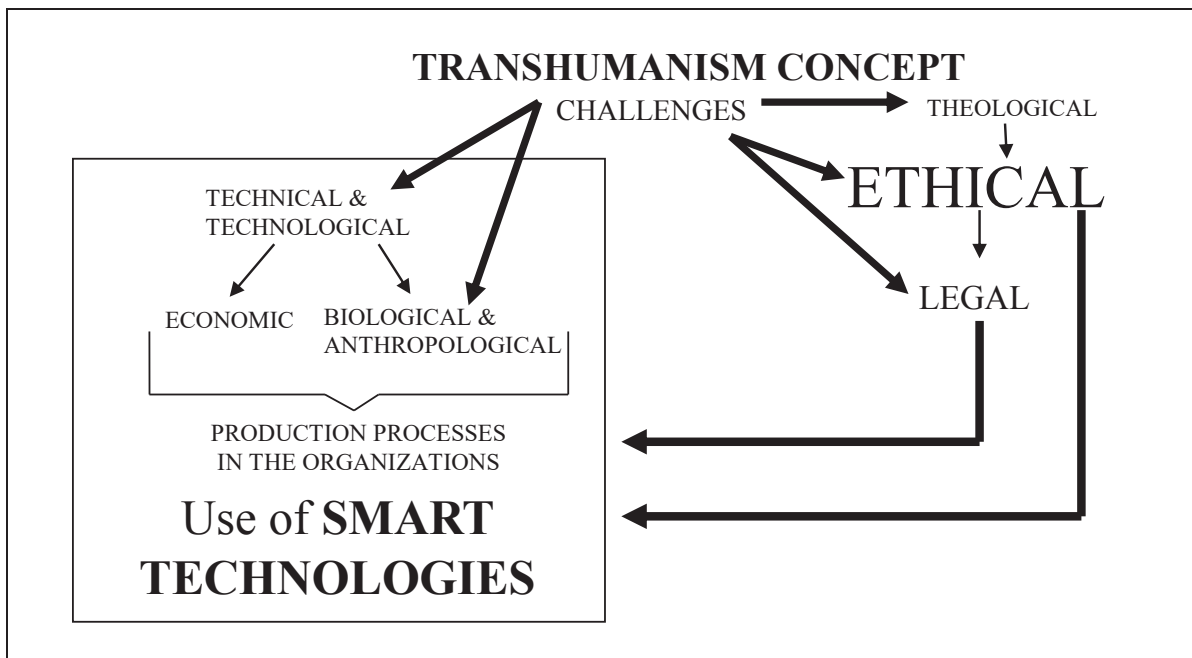 TRANSHUMANISM CONCEPT
CHALLENGES
THEOLOGICAL
ETHICAL
LEGAL
TECHNICAL &
TECHNOLOGICAL
ECONOMIC
BIOLOGICAL &
ANTHROPOLOGICAL
PRODUCTION PROCESSES
IN THE ORGANIZATIONS
Use of SMART
TECHNOLOGIES